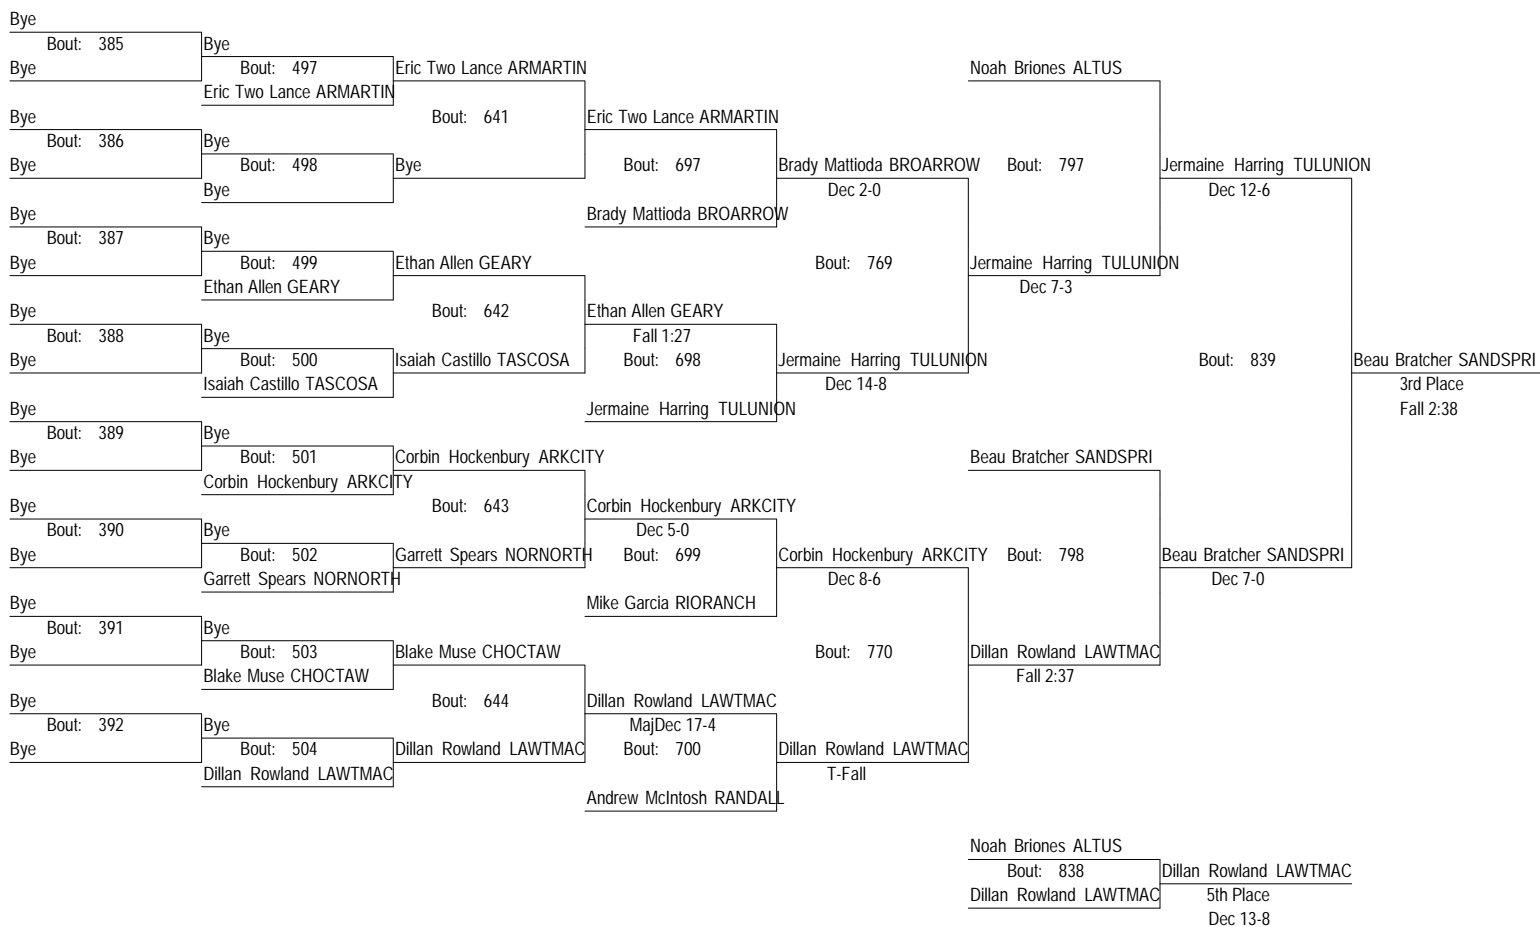 Bye
Bout: 385 Bye
Bye Bout: 497 Eric Two Lance ARMARTIN Noah Briones ALTUS
Eric Two Lance ARMARTIN
Bye Bout: 641 Eric Two Lance ARMARTIN
Bout: 386 Bye
Bye Bout: 498 Bye Bout: 697 Brady Mattioda BROARROW Bout: 797 Jermaine Harring TULUNION
Bye Dec 2-0 Dec 12-6
Bye Brady Mattioda BROARROW
Bout: 387 Bye
Bye Bout: 499 Ethan Allen GEARY Bout: 769 Jermaine Harring TULUNION
Ethan Allen GEARY Dec 7-3
Bye Bout: 642 Ethan Allen GEARY
Bout: 388 Bye Fall 1:27
Bye Bout: 500 Isaiah Castillo TASCOSA Bout: 698 Jermaine Harring TULUNION Bout: 839 Beau Bratcher SANDSPRI
Isaiah Castillo TASCOSA Dec 14-8 3rd Place
Bye Jermaine Harring TULUNION Fall 2:38
Bout: 389 Bye
Bye Bout: 501 Corbin Hockenbury ARKCITY Beau Bratcher SANDSPRI
Corbin Hockenbury ARKCITY
Bye Bout: 643 Corbin Hockenbury ARKCITY
Bout: 390 Bye Dec 5-0
Bye Bout: 502 Garrett Spears NORNORTH Bout: 699 Corbin Hockenbury ARKCITY Bout: 798 Beau Bratcher SANDSPRI
Garrett Spears NORNORTH Dec 8-6 Dec 7-0
Bye Mike Garcia RIORANCH
Bout: 391 Bye
Bye Bout: 503 Blake Muse CHOCTAW Bout: 770 Dillan Rowland LAWTMAC
Blake Muse CHOCTAW Fall 2:37
Bye Bout: 644 Dillan Rowland LAWTMAC
Bout: 392 Bye MajDec 17-4
Bye Bout: 504 Dillan Rowland LAWTMAC Bout: 700 Dillan Rowland LAWTMAC
Dillan Rowland LAWTMAC T-Fall
Andrew McIntosh RANDALL
Noah Briones ALTUS
Bout: 838 Dillan Rowland LAWTMAC
Dillan Rowland LAWTMAC 5th Place
Dec 13-8